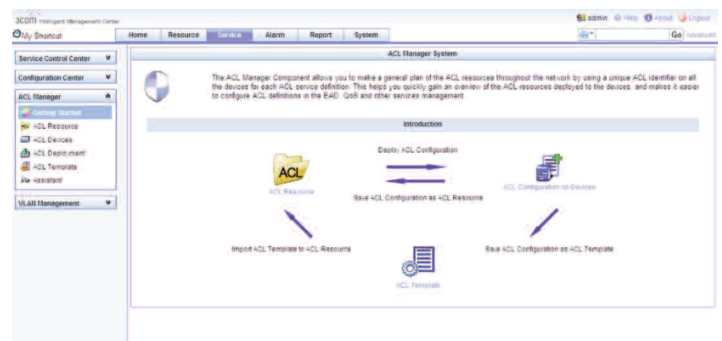 3COM Intelligent Management Center
admin Help About Logout
My Shortcut
Home Resource Service Alarm Report System
Go Advanced
Service Control Center
Configuration Center
ACL Manager
Getting Started
ACL Resource
ACL Devices
ACL Deployment
ACL Template
Assistant
VLAN Management
ACL Manager System
The ACL Manager Component allows you to make a general plan of the ACL resources throughout the network by using a unique ACL identifier on all
the devices for each ACL service definition. This helps you quickly gain an overview of the ACL resources deployed to the devices, and makes it easier
to configure ACL definitions in the EAD, QoS and other services management.
Introduction
Deploy ACL Configuration
ACL
ACL Resource
Save ACL Configuration as ACL Resource
ACL Configuration on Devices
Import ACL Template to ACL Resource
Save ACL Configuration as ACL Template
ACL Template